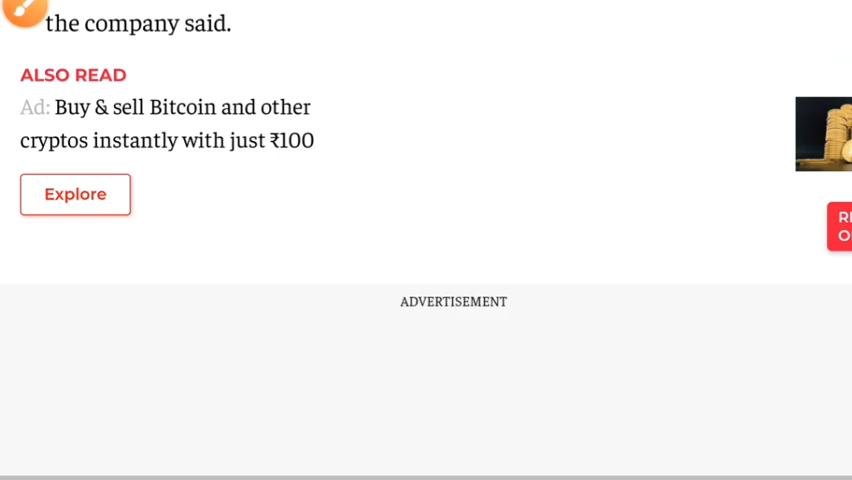 the company said.
ALSO READ
Ad: Buy & sell Bitcoin and other
cryptos instantly with just ₹100
Explore
ADVERTISEMENT